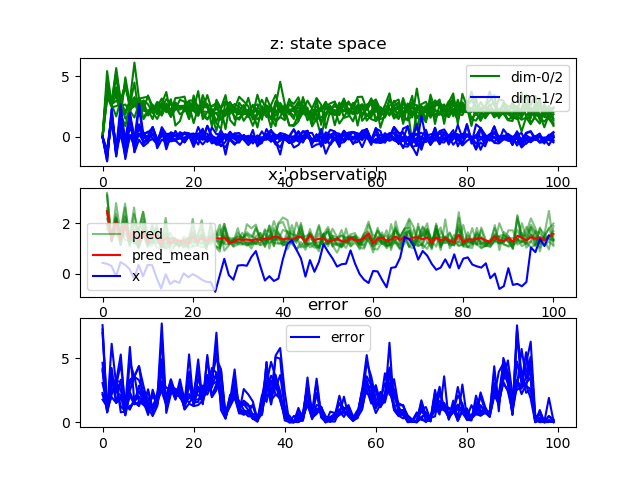 z: state space
5
0
dim-0/2
dim-1/2
0 20 40 60 80 100
x: observation
2
0
pred
pred_mean
x
0 20 40 60 80 100
error
5
0
error
0 20 40 60 80 100